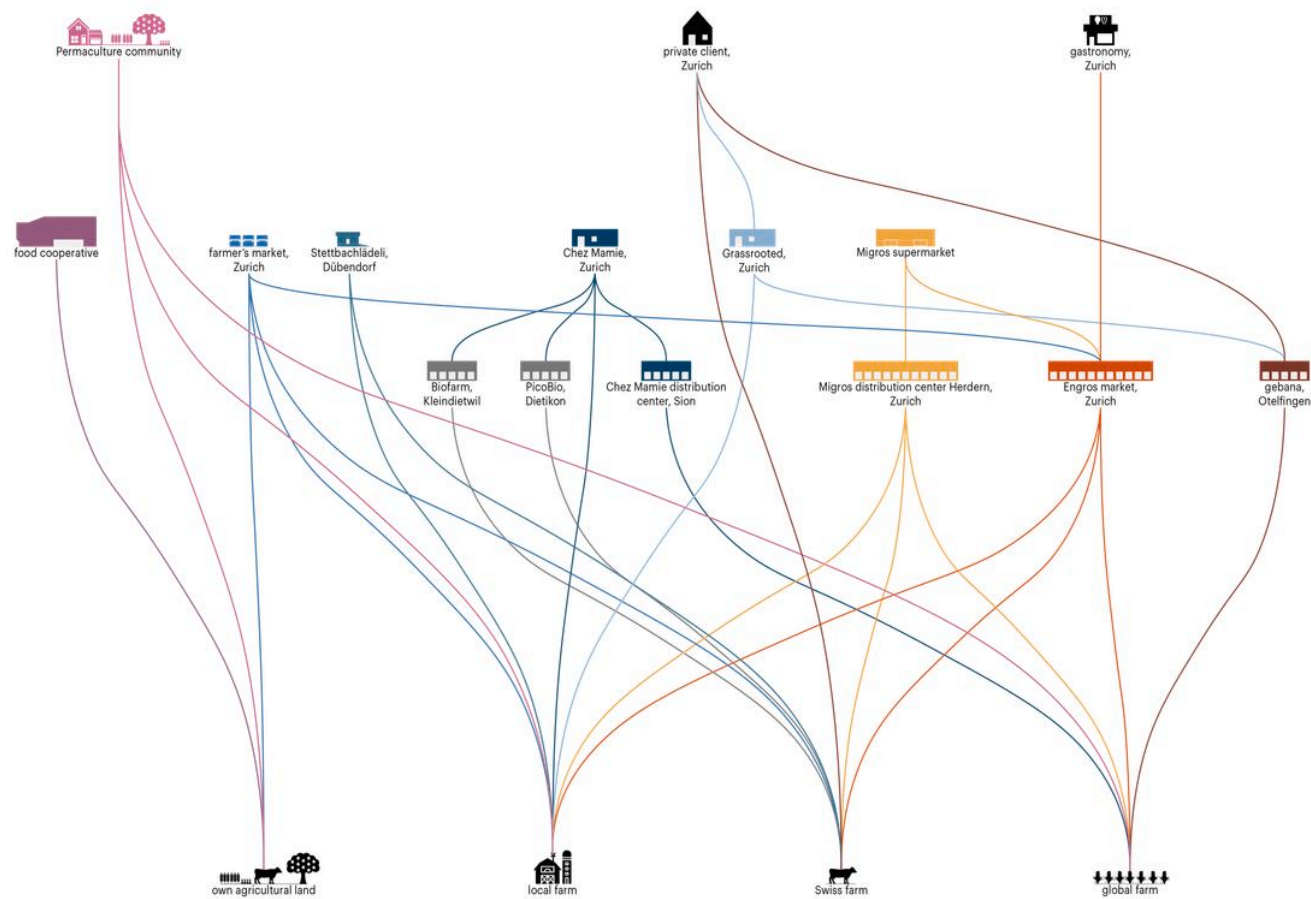 Permaculture community
private client,
Zurich
gastronomy,
Zurich
food cooperative
farmer's market,
Zurich
Stettbachlädeli,
Dübendorf
Chez Mamie,
Zurich
Grassrooted,
Zurich
Migros supermarket
Biofarm,
Kleindietwil
PicoBio,
Dietikon
Chez Mamie distribution
center, Sion
Migros distribution center Herdern,
Zurich
Engros market,
Zurich
gebana,
Otelfingen
own agricultural land
local farm
Swiss farm
global farm